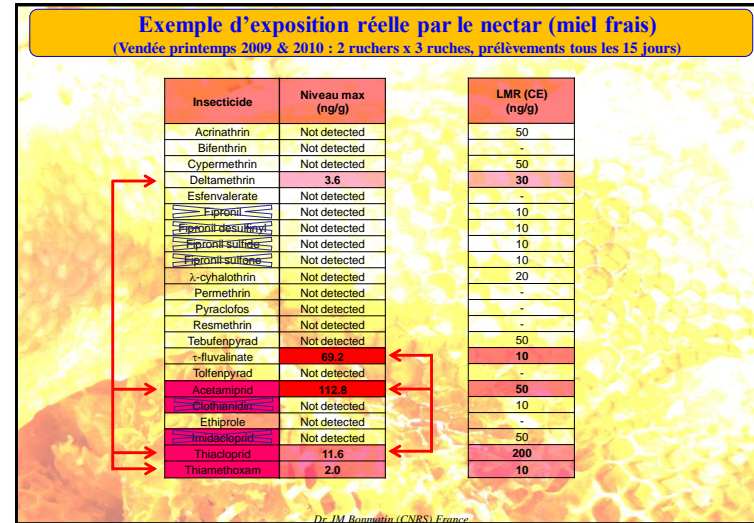 Exemple d'exposition réelle par le nectar (miel frais)
(Vendée printemps 2009 & 2010 : 2 ruchers x 3 ruches, prélèvements tous les 15 jours)
Insecticide Niveau max (ng/g) LMR (CE) (ng/g)
Acrinathrin Not detected 50
Bifenthrin Not detected -
Cypermethrin Not detected 50
Deltamethrin 3.6 30
Esfenvalerate Not detected -
Fipronil Not detected 10
Fipronil desulfinyl Not detected 10
Fipronil sulfide Not detected 10
Fipronil sulfone Not detected 10
λ-cyhalothrin Not detected 20
Permethrin Not detected -
Pyraclofos Not detected -
Resmethrin Not detected -
Tebufenpyrad Not detected 50
τ-fluvalinate 69.2 10
Tolfenpyrad Not detected -
Acetamiprid 112.8 50
Clothianidin Not detected 10
Ethiprole Not detected -
Imidacloprid Not detected 50
Thiacloprid 11.6 200
Thiamethoxam 2.0 10
Dr. JM Bonmatin (CNRS) France